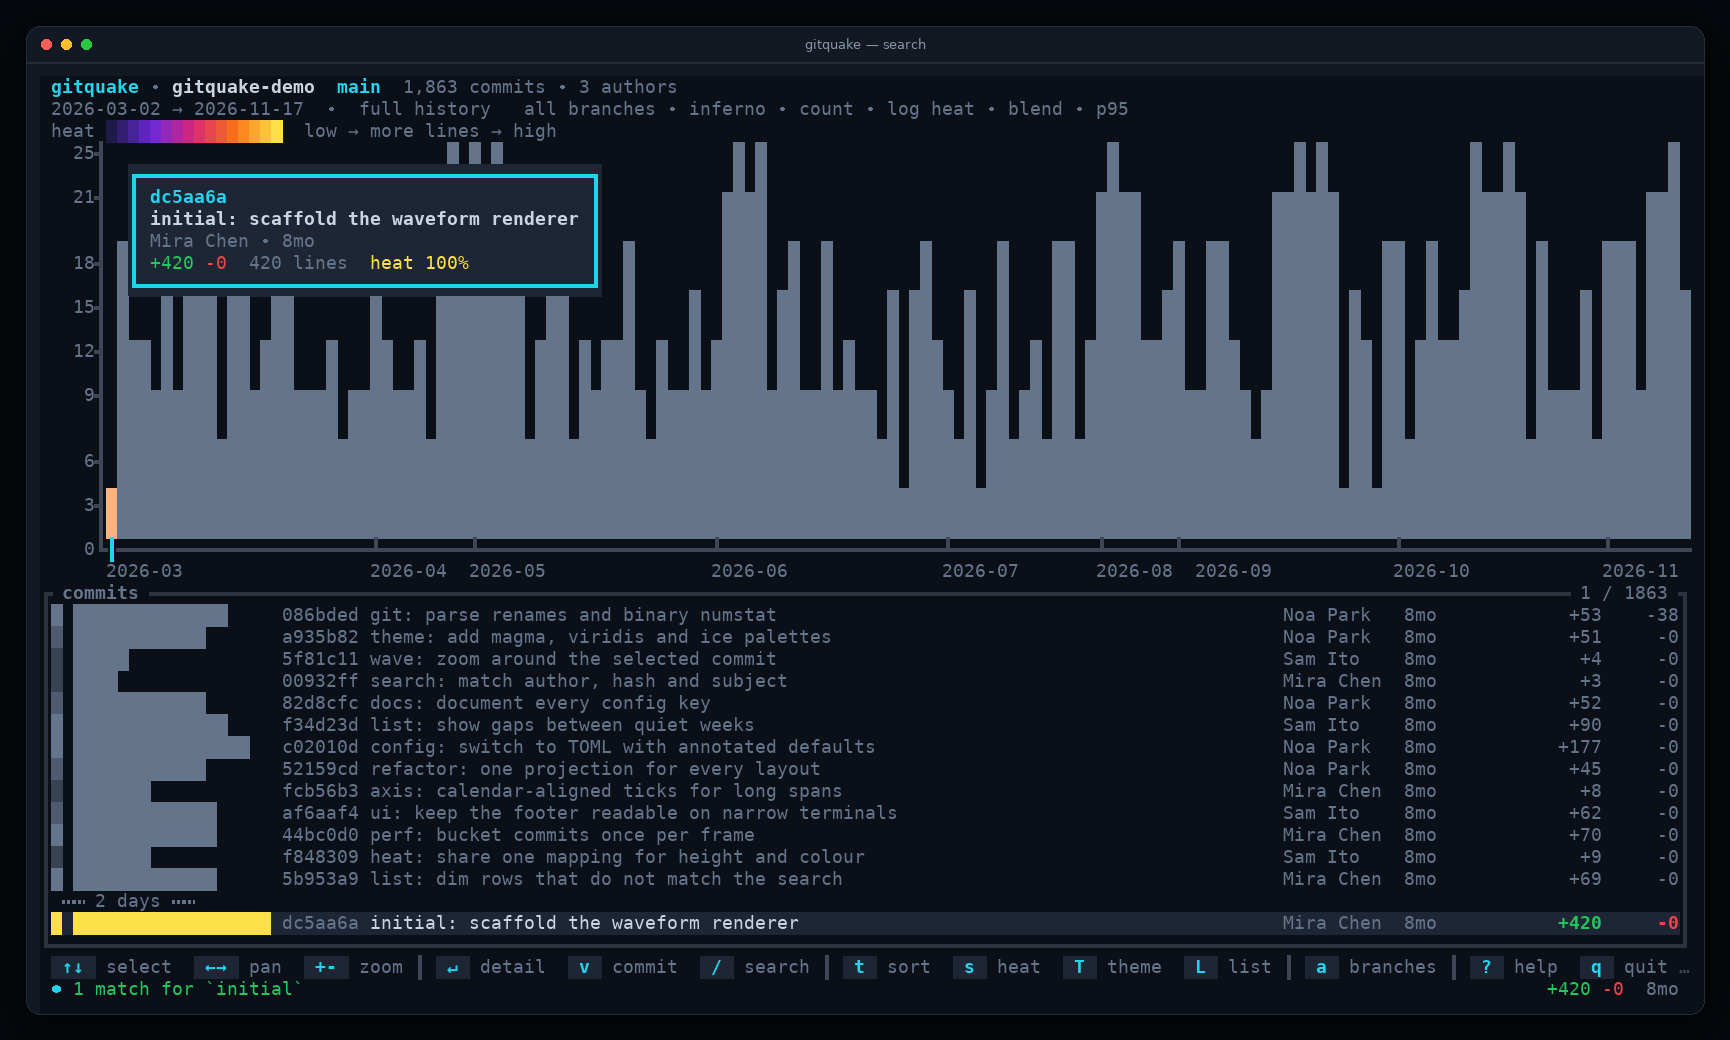 gitquake — search
gitquake • gitquake-demo main 1,863 commits • 3 authors
2026-03-02 → 2026-11-17 • full history all branches • inferno • count • log heat • blend • p95
heat low → more lines → high
25
21
18
15
12
9
6
3
0
dc5aa6a
initial: scaffold the waveform renderer
Mira Chen • 8mo
+420 -0 420 lines heat 100%
2026-03 2026-04 2026-05 2026-06 2026-07 2026-08 2026-09 2026-10 2026-11
commits 1 / 1863
086bded git: parse renames and binary numstat Noa Park 8mo +53 -38
a935b82 theme: add magma, viridis and ice palettes Noa Park 8mo +51 -0
5f81c11 wave: zoom around the selected commit Sam Ito 8mo +4 -0
00932ff search: match author, hash and subject Mira Chen 8mo +3 -0
82d8cfc docs: document every config key Noa Park 8mo +52 -0
f34d23d list: show gaps between quiet weeks Sam Ito 8mo +90 -0
c02010d config: switch to TOML with annotated defaults Noa Park 8mo +177 -0
52159cd refactor: one projection for every layout Noa Park 8mo +45 -0
fcb56b3 axis: calendar-aligned ticks for long spans Mira Chen 8mo +8 -0
af6aaf4 ui: keep the footer readable on narrow terminals Sam Ito 8mo +62 -0
44bc0d0 perf: bucket commits once per frame Mira Chen 8mo +70 -0
f848309 heat: share one mapping for height and colour Sam Ito 8mo +9 -0
5b953a9 list: dim rows that do not match the search Mira Chen 8mo +69 -0
2 days
dc5aa6a initial: scaffold the waveform renderer Mira Chen 8mo +420 -0
↑↓ select ←→ pan +- zoom │ ↵ detail v commit / search │ t sort s heat T theme L list │ a branches │ ? help q quit …
• 1 match for `initial` +420 -0 8mo